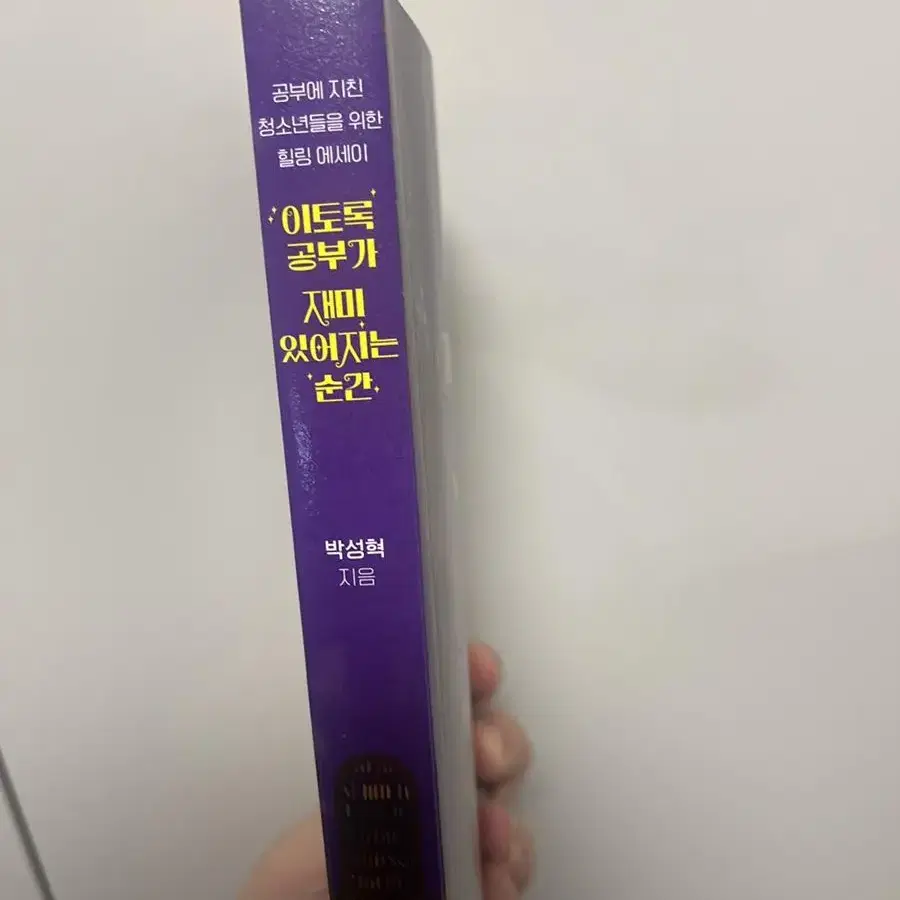 공부에 지친
청소년들을 위한
힐링 에세이
이토록
공부가
재미
있어지는
순간
박성혁
지음